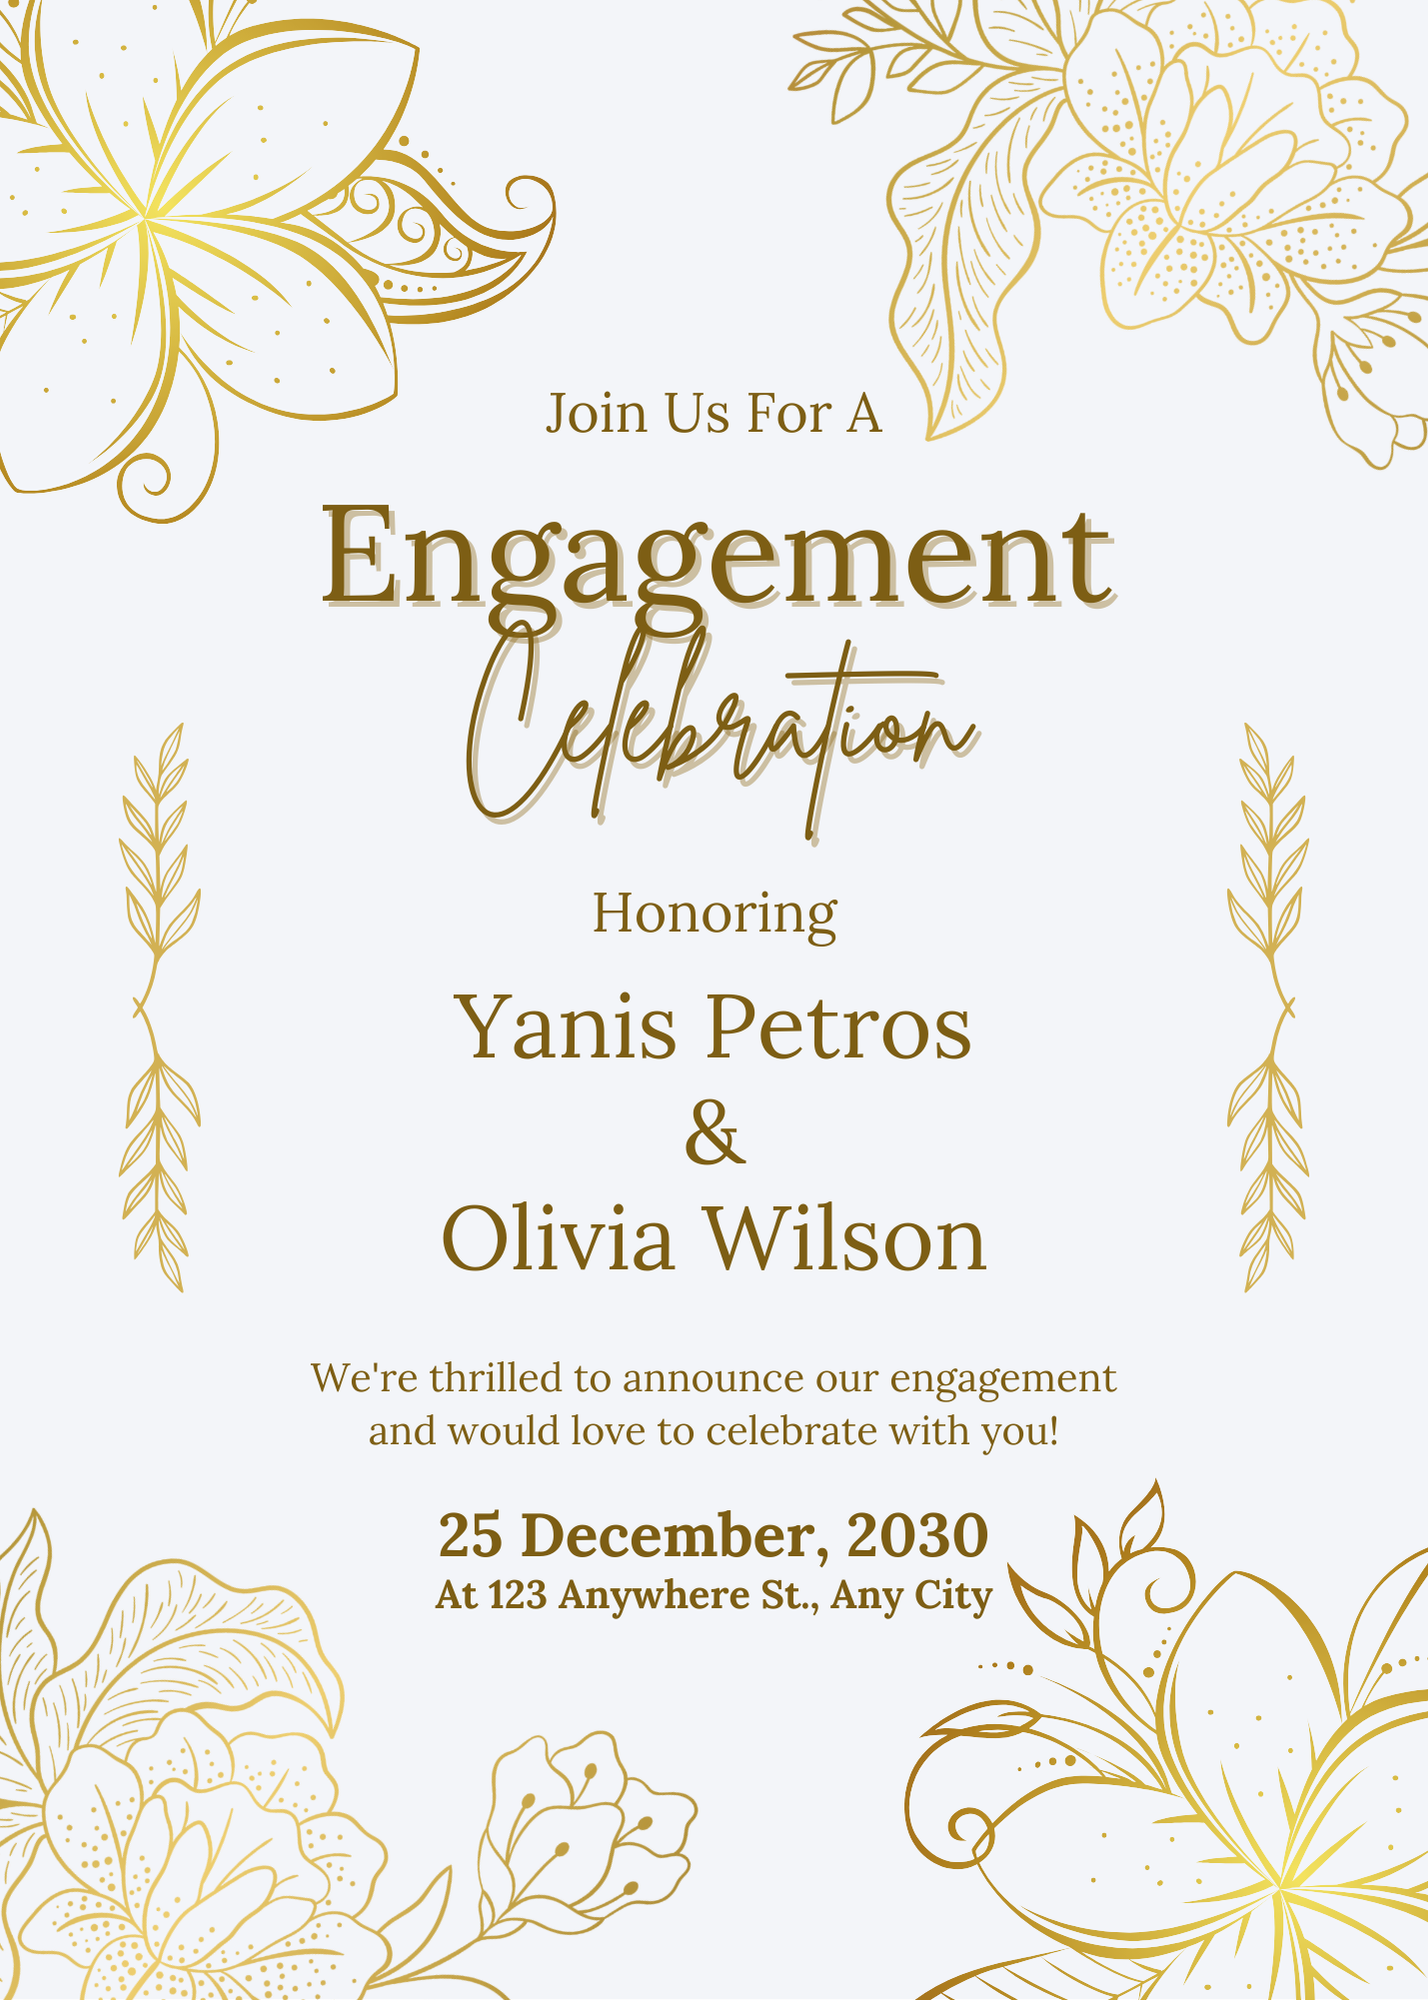 Join Us For A
Engagement
Celebration
Honoring
Yanis Petros
&
Olivia Wilson
We're thrilled to announce our engagement
and would love to celebrate with you!
25 December, 2030
At 123 Anywhere St., Any City